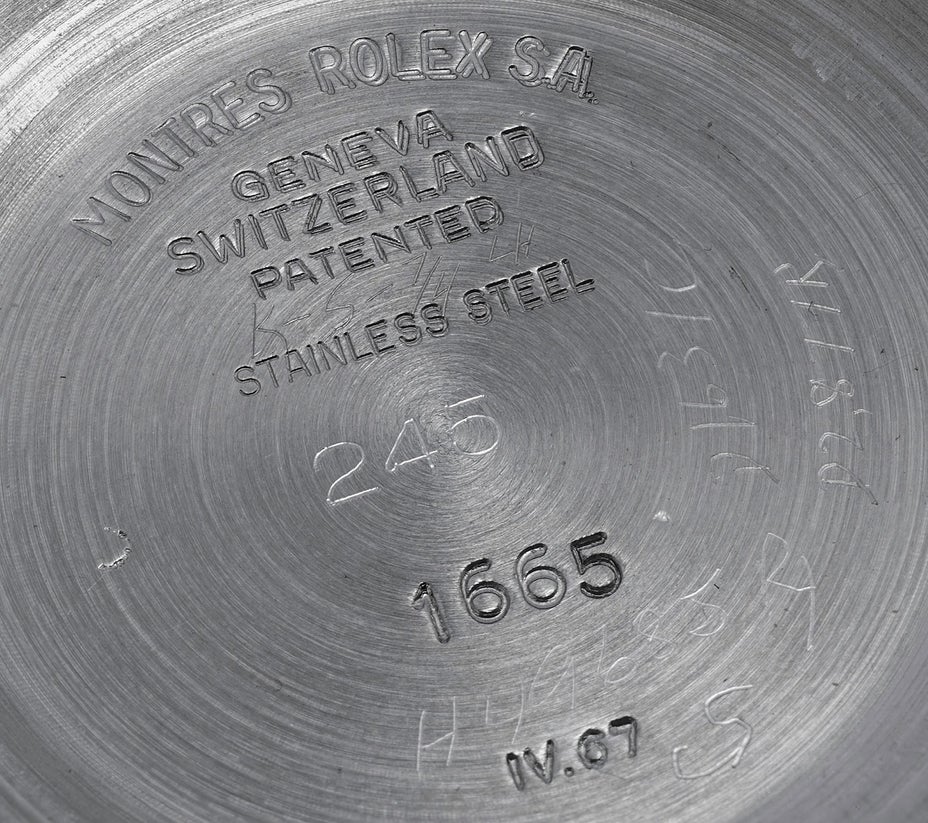 MONTRES ROLEX S.A.
GENEVA
SWITZERLAND
PATENTED
STAINLESS STEEL
245
1665
IV.67